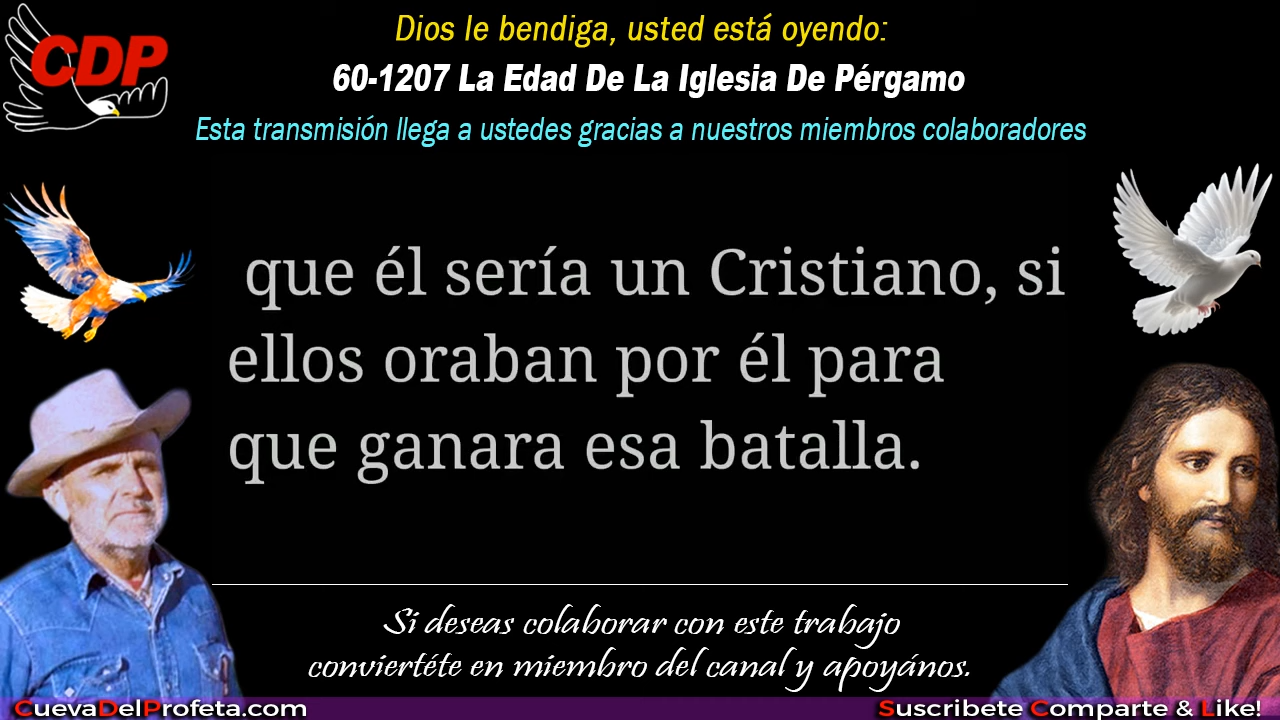 CDP
Dios le bendiga, usted está oyendo:
60-1207 La Edad De La Iglesia De Pérgamo
Esta transmisión llega a ustedes gracias a nuestros miembros colaboradores
que él sería un Cristiano, si
ellos oraban por él para
que ganara esa batalla.
Si deseas colaborar con este trabajo
conviertéte en miembro del canal y apoyános.
CuevaDelProfeta.com
Suscribete Comparte & Like!